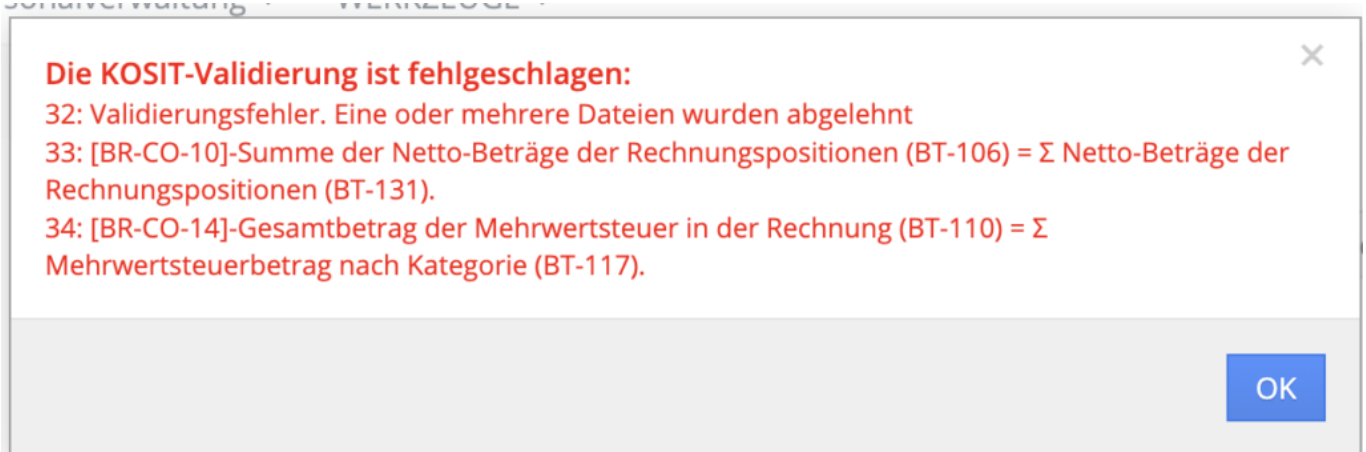 Die KOSIT-Validierung ist fehlgeschlagen:
32: Validierungsfehler. Eine oder mehrere Dateien wurden abgelehnt
33: [BR-CO-10]-Summe der Netto-Beträge der Rechnungspositionen (BT-106) = Σ Netto-Beträge der
Rechnungspositionen (BT-131).
34: [BR-CO-14]-Gesamtbetrag der Mehrwertsteuer in der Rechnung (BT-110) = Σ
Mehrwertsteuerbetrag nach Kategorie (BT-117).
OK